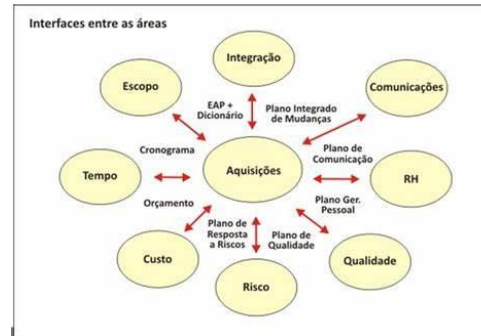 Interfaces entre as áreas
Integração
Escopo
Comunicações
EAP +
Dicionário
Plano Integrado
de Mudanças
Cronograma
Plano de
Comunicação
Tempo
Aquisições
RH
Orçamento
Plano Ger.
Pessoal
Plano de
Resposta
a Riscos
Plano de
Qualidade
Custo
Risco
Qualidade